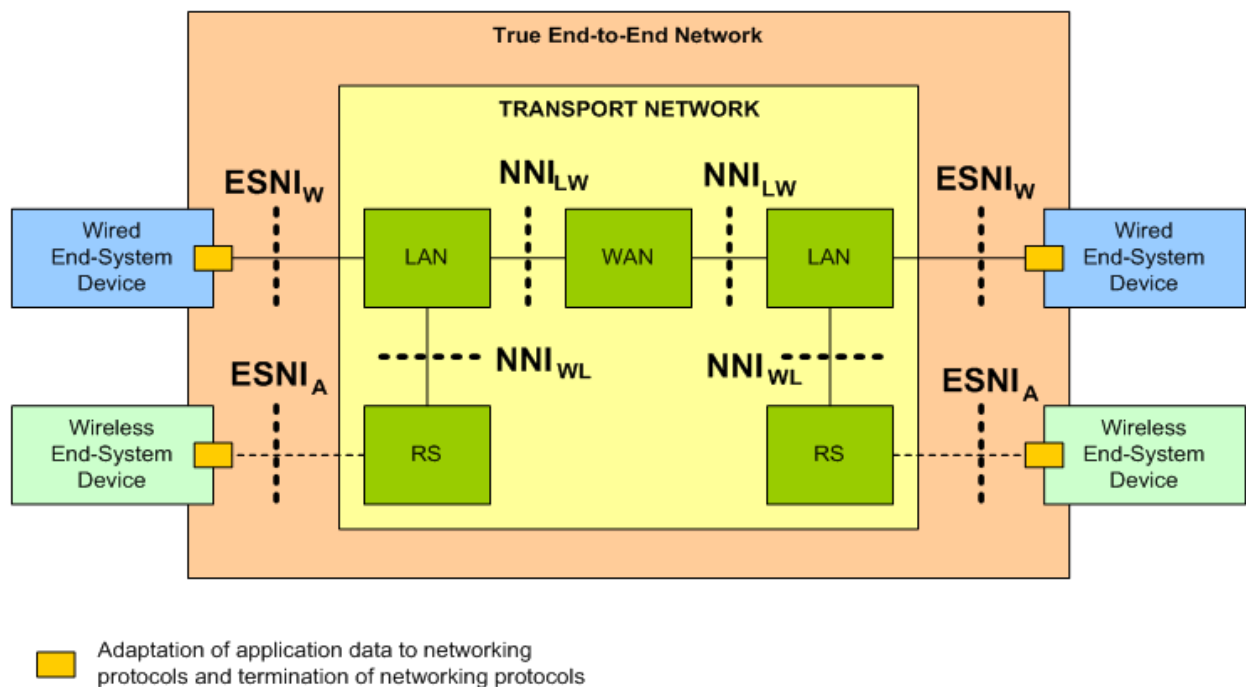 True End-to-End Network
TRANSPORT NETWORK
ESNIW
NNILW
NNILW
ESNIW
Wired
End-System
Device
LAN
WAN
LAN
Wired
End-System
Device
ESNIA
NNIWL
NNIWL
ESNIA
Wireless
End-System
Device
RS
RS
Wireless
End-System
Device
Adaptation of application data to networking
protocols and termination of networking protocols